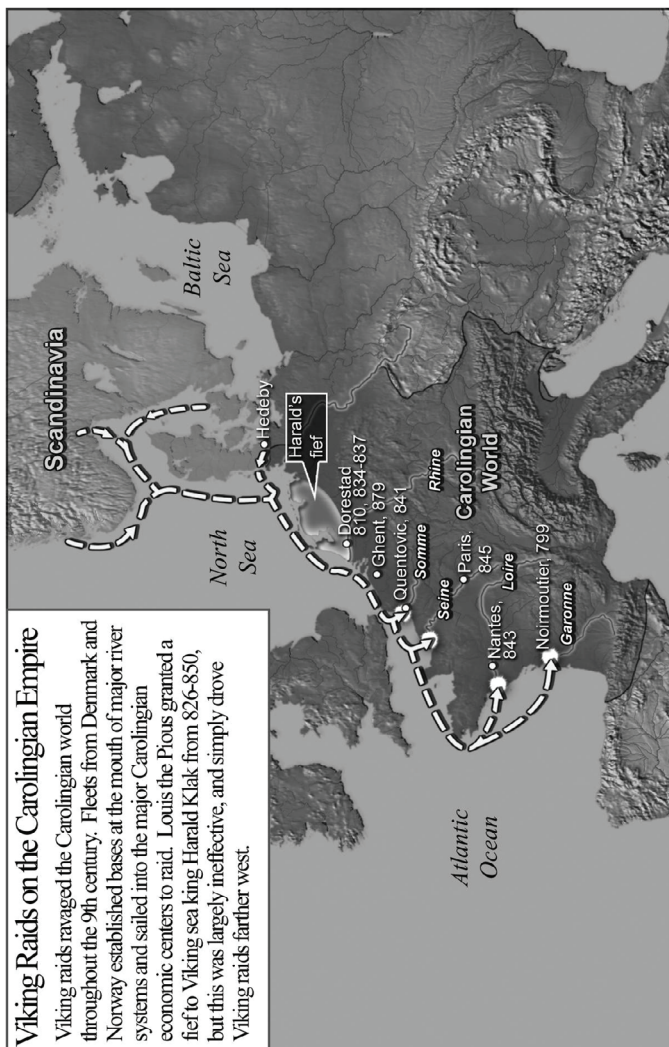 Viking Raids on the Carolingian Empire
Viking raids ravaged the Carolingian world
throughout the 9th century. Fleets from Denmark and
Norway established bases at the mouth of major river
systems and sailed into the major Carolingian
economic centers to raid. Louis the Pious granted a
fief to Viking sea king Harald Klak from 826-850,
but this was largely ineffective, and simply drove
Viking raids farther west.
Scandinavia
Baltic
Sea
North
Sea
Hedeby
Harald's
fief
Dorestad
810, 834-837
Ghent, 879
Quentovic, 841
Somme
Rhine
Seine
Paris,
845
Carolingian
World
Nantes,
843
Loire
Noirmoutier, 799
Garonne
Atlantic
Ocean